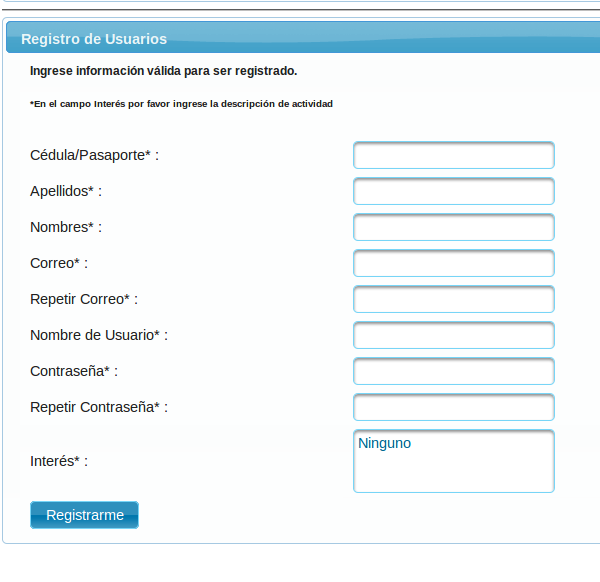 Registro de Usuarios
Ingrese información válida para ser registrado.
*En el campo Interés por favor ingrese la descripción de actividad
Cédula/Pasaporte* :
Apellidos* :
Nombres* :
Correo* :
Repetir Correo* :
Nombre de Usuario* :
Contraseña* :
Repetir Contraseña* :
Interés* :
Ninguno
Registrarme